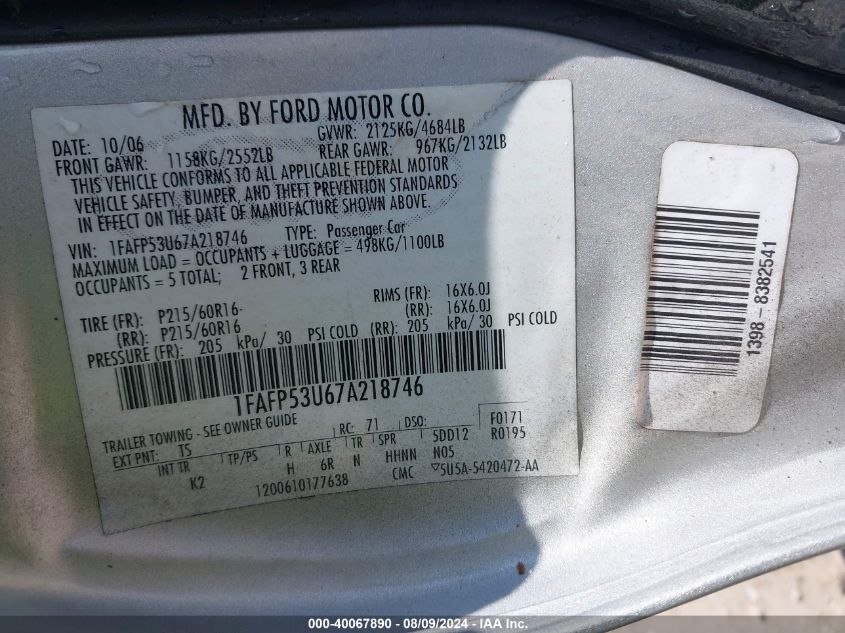 MFD. BY FORD MOTOR CO.
DATE: 10/06 GVWR: 2125KG/4684LB
FRONT GAWR: 1158KG/2552LB REAR GAWR: 967KG/2132LB
THIS VEHICLE CONFORMS TO ALL APPLICABLE FEDERAL MOTOR
VEHICLE SAFETY, BUMPER, AND THEFT PREVENTION STANDARDS
IN EFFECT ON THE DATE OF MANUFACTURE SHOWN ABOVE.
VIN: 1FAFP53U67A218746 TYPE: Passenger Car
MAXIMUM LOAD = OCCUPANTS + LUGGAGE = 498KG/1100LB
OCCUPANTS = 5 TOTAL; 2 FRONT, 3 REAR
TIRE (FR): P215/60R16 RIMS (FR): 16X6.0J
(RR): P215/60R16 (RR): 16X6.0J
PRESSURE (FR): 205 kPa/ 30 PSI COLD (RR): 205 kPa/ 30 PSI COLD
1FAFP53U67A218746
TRAILER TOWING - SEE OWNER GUIDE RC: 71 DSO: F0171
EXT PNT: TS 5DD12 R0195
INT TR TP/PS R AXLE TR SPR
K2 H 6R N HHNN N05
1200610177638 CMC ▽5U5A-5420472-AA
1398 - 8382541
000-40067890 - 08/09/2024 - IAA Inc.